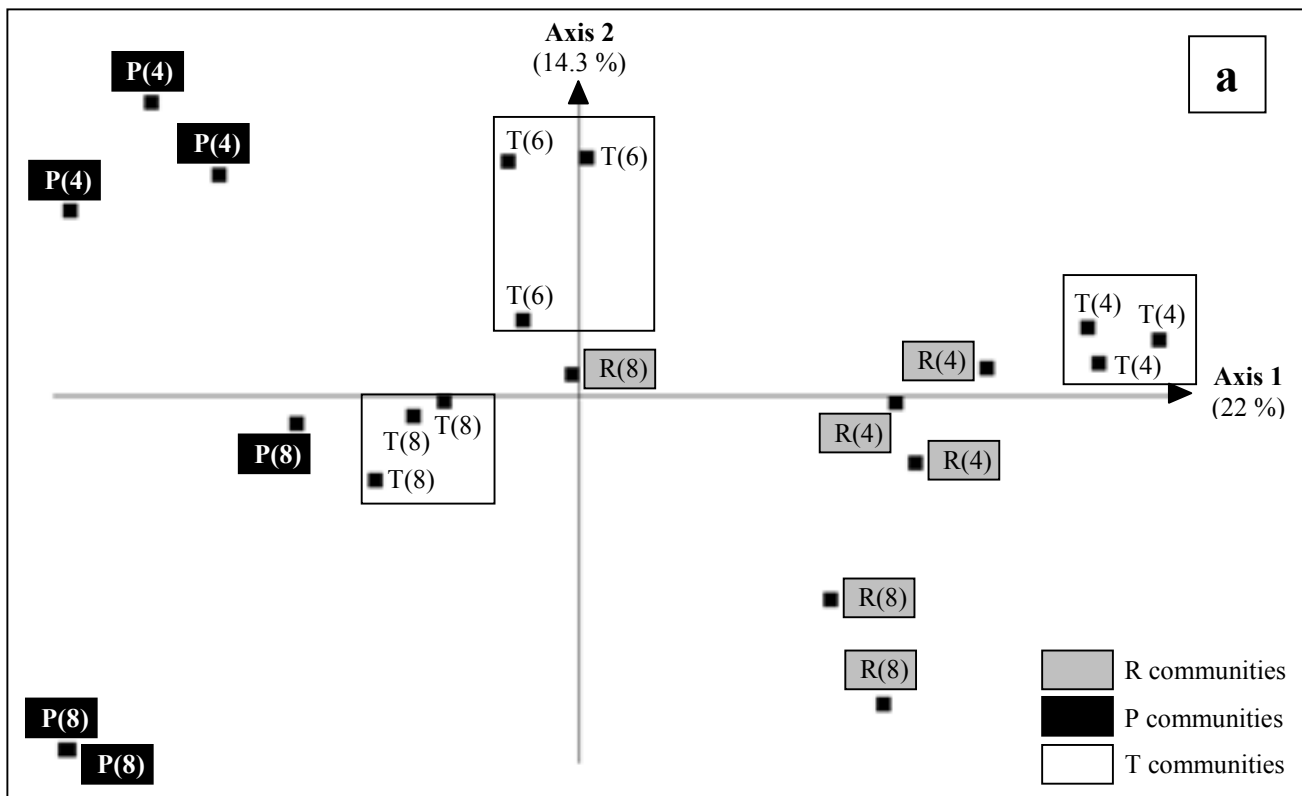 Axis 2
(14.3 %)
a
P(4)
P(4)
P(4)
T(6)
T(6)
T(6)
T(4)
T(4)
T(4)
R(8)
R(4)
Axis 1
(22 %)
R(4)
R(4)
T(8)
T(8)
T(8)
P(8)
R(8)
R(8)
P(8)
P(8)
R communities
P communities
T communities